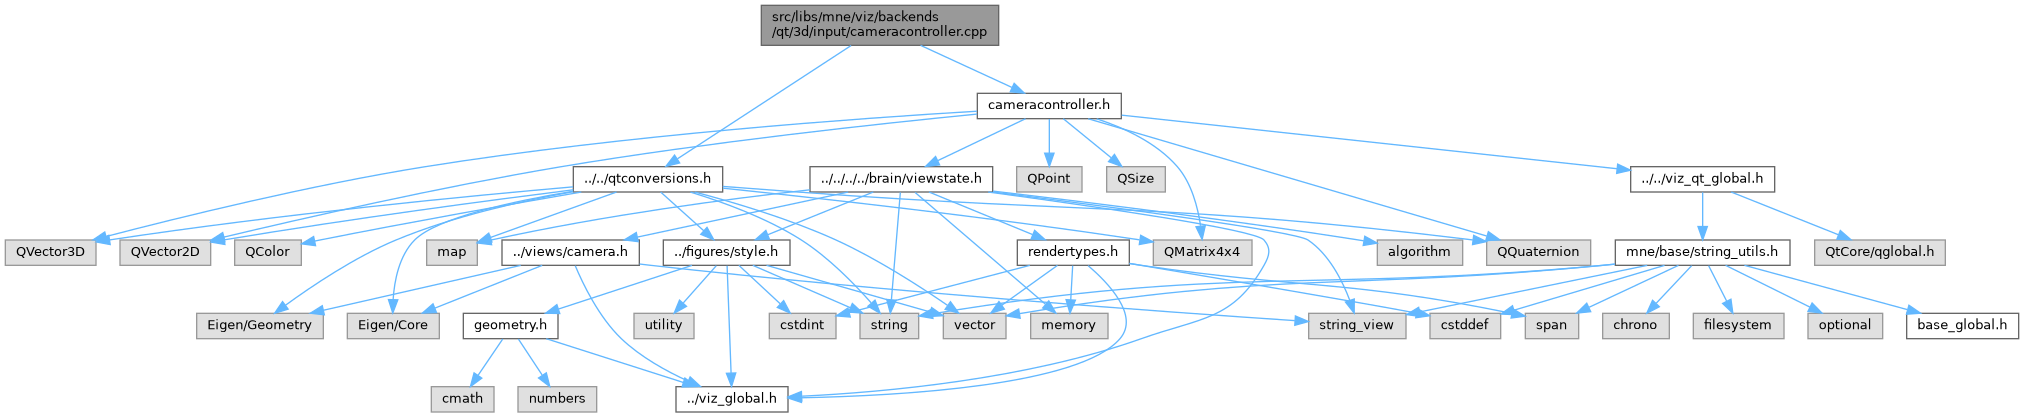 src/libs/mne/viz/backends
/qt/3d/input/cameracontroller.cpp
cameracontroller.h
../../qtconversions.h
../../../../brain/viewstate.h
QPoint
QSize
../../viz_qt_global.h
QVector3D
QVector2D
QColor
map
../views/camera.h
../figures/style.h
rendertypes.h
QMatrix4x4
algorithm
QQuaternion
mne/base/string_utils.h
QtCore/qglobal.h
Eigen/Geometry
Eigen/Core
geometry.h
utility
cstdint
string
vector
memory
string_view
cstddef
span
chrono
filesystem
optional
base_global.h
cmath
numbers
../viz_global.h